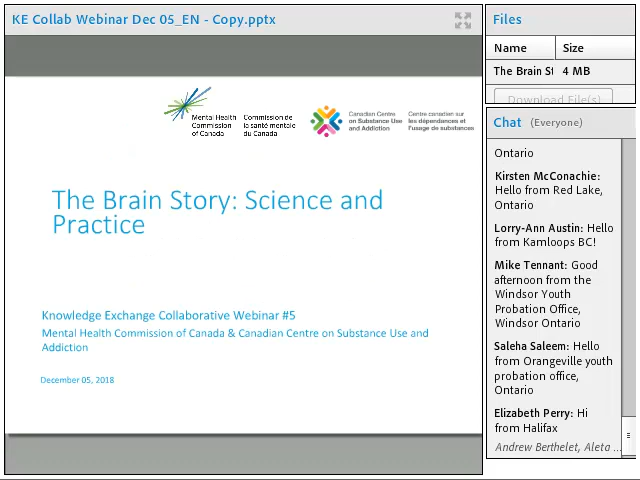 KE Collab Webinar Dec 05_EN - Copy.pptx
Mental Health
Commission
of Canada
Commission de
la santé mentale
du Canada
Canadian Centre
on Substance Use
and Addiction
Centre canadien sur
les dépendances et
l'usage de substances
The Brain Story: Science and
Practice
Knowledge Exchange Collaborative Webinar #5
Mental Health Commission of Canada & Canadian Centre on Substance Use and
Addiction
December 05, 2018
Files
Name Size
The Brain St 4 MB
Download File(s)
Chat (Everyone)
Ontario
Kirsten McConachie:
Hello from Red Lake,
Ontario
Lorry-Ann Austin: Hello
from Kamloops BC!
Mike Tennant: Good
afternoon from the
Windsor Youth
Probation Office,
Windsor Ontario
Saleha Saleem: Hello
from Orangeville youth
probation office,
Ontario
Elizabeth Perry: Hi
from Halifax
Andrew Berthelet, Aleta ...